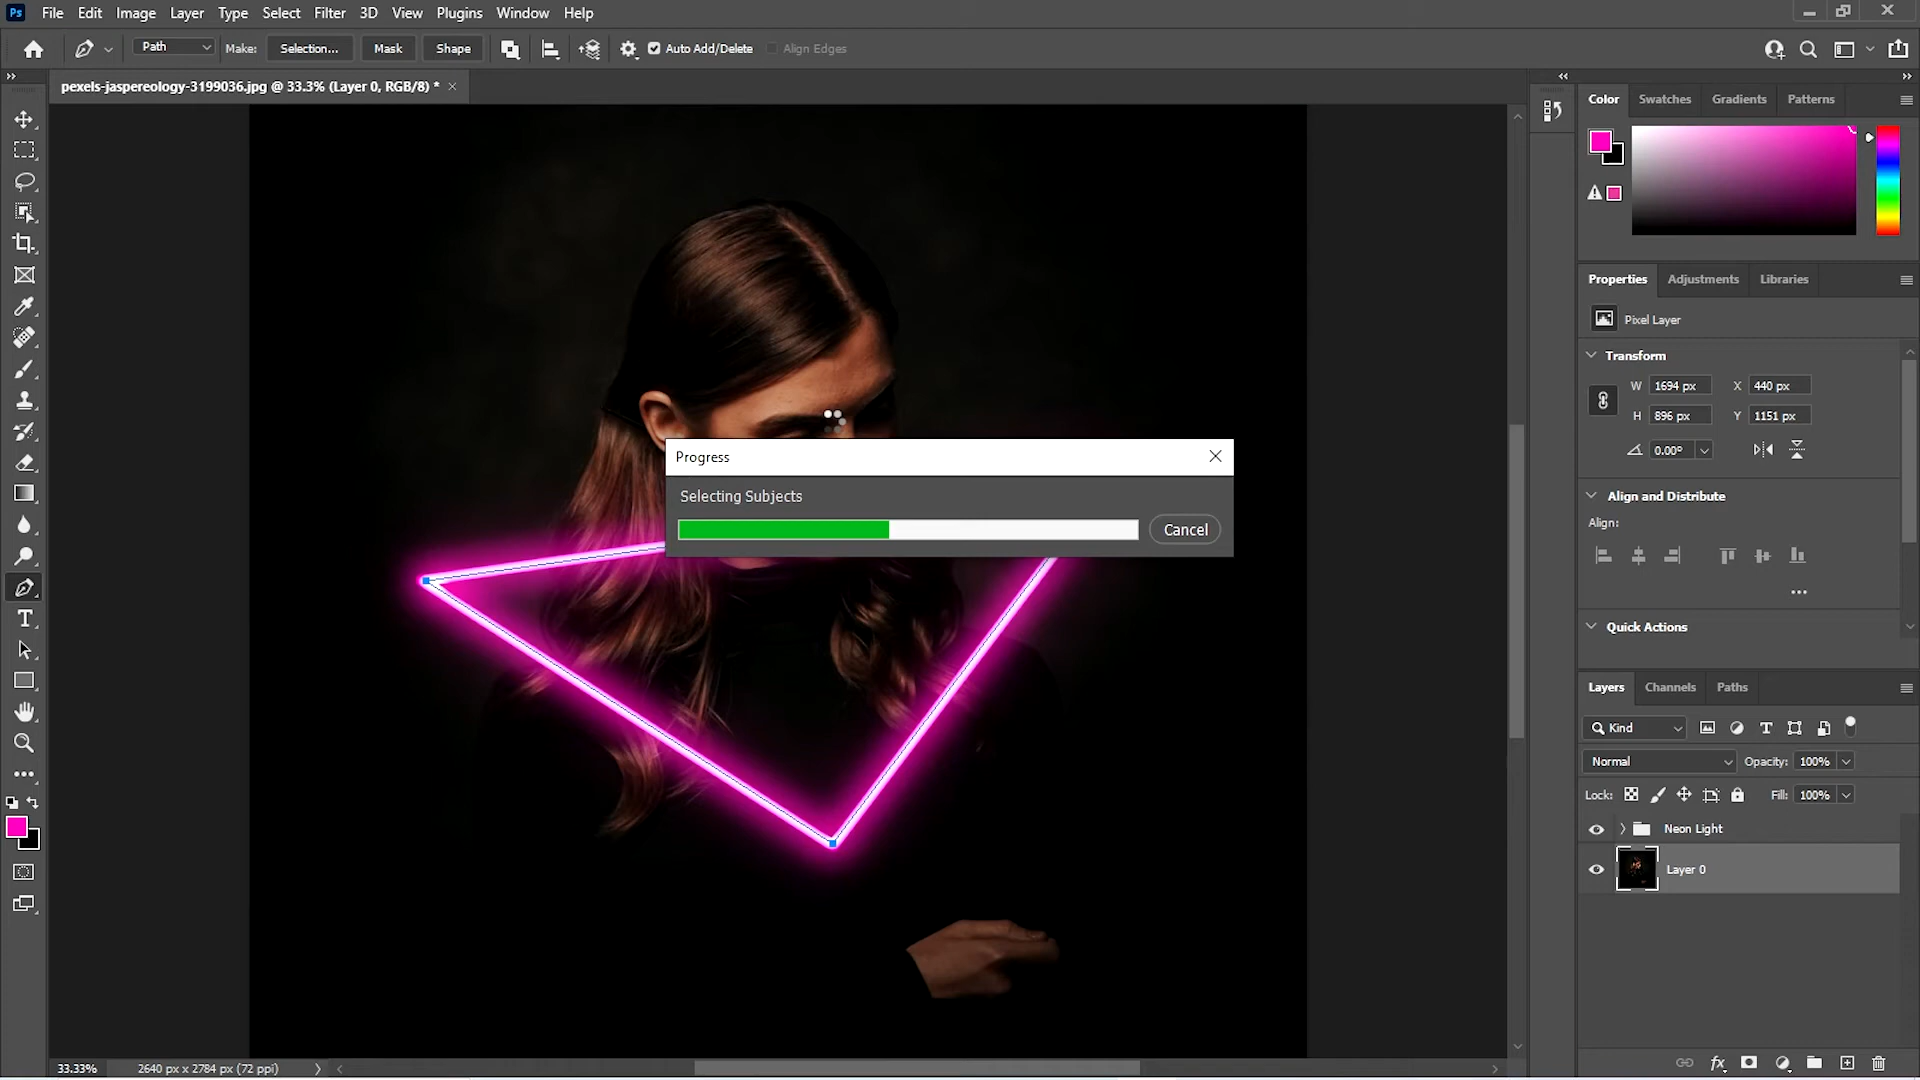 Ps File Edit Image Layer Type Select Filter 3D View Plugins Window Help
Path Make: Selection... Mask Shape Auto Add/Delete Align Edges
pexels-jaspereology-3199036.jpg @ 33.3% (Layer 0, RGB/8) *
Color Swatches Gradients Patterns
Properties Adjustments Libraries
Pixel Layer
Transform
W 1694 px X 440 px
H 896 px Y 1151 px
0.00°
Align and Distribute
Align:
Quick Actions
Progress
Selecting Subjects
Cancel
Layers Channels Paths
Kind
Normal Opacity: 100%
Lock: Fill: 100%
Neon Light
Layer 0
33.33% 2640 px x 2784 px (72 ppi)